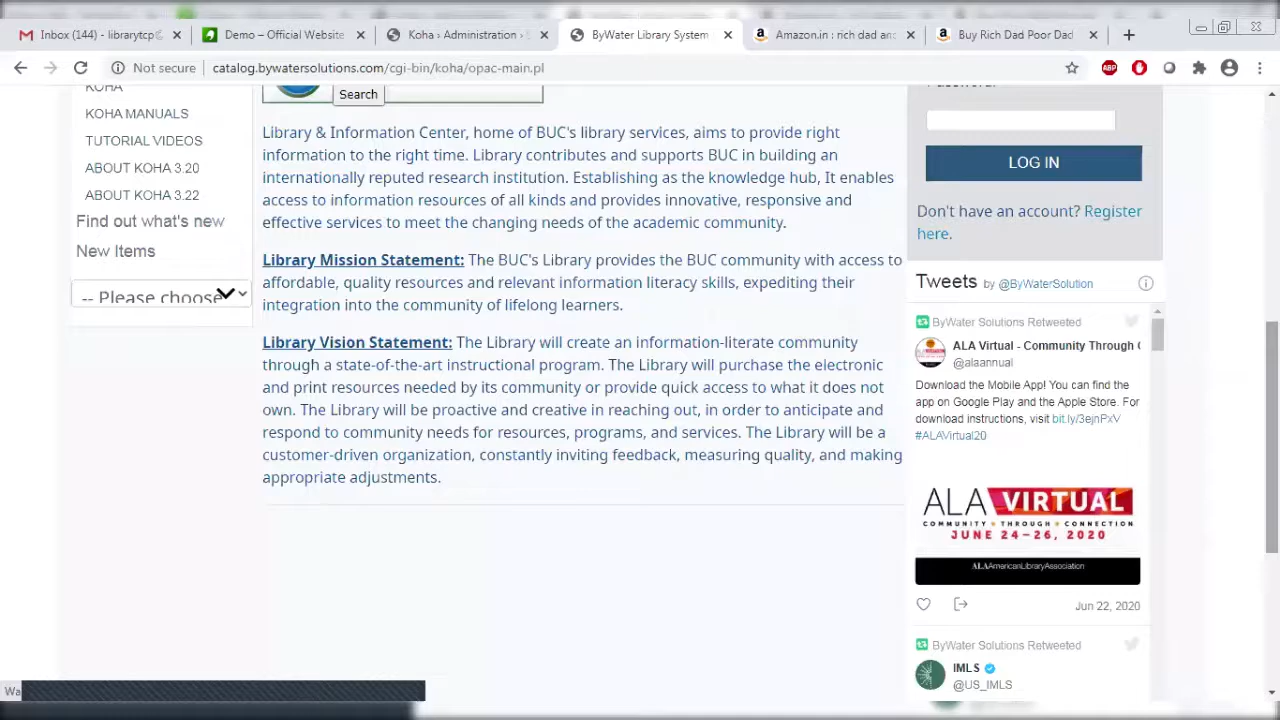 Inbox (144) – librarytcp@
Demo – Official Website
Koha › Administration ›
ByWater Library System
Amazon.in : rich dad and
Buy Rich Dad Poor Dad
Not secure
catalog.bywatersolutions.com/cgi-bin/koha/opac-main.pl
ABP
KOHA
KOHA MANUALS
TUTORIAL VIDEOS
ABOUT KOHA 3.20
ABOUT KOHA 3.22
Find out what's new
New Items
-- Please choose
Search
Library & Information Center, home of BUC's library services, aims to provide right
information to the right time. Library contributes and supports BUC in building an
internationally reputed research institution. Establishing as the knowledge hub, It enables
access to information resources of all kinds and provides innovative, responsive and
effective services to meet the changing needs of the academic community.
Library Mission Statement: The BUC's Library provides the BUC community with access to
affordable, quality resources and relevant information literacy skills, expediting their
integration into the community of lifelong learners.
Library Vision Statement: The Library will create an information-literate community
through a state-of-the-art instructional program. The Library will purchase the electronic
and print resources needed by its community or provide quick access to what it does not
own. The Library will be proactive and creative in reaching out, in order to anticipate and
respond to community needs for resources, programs, and services. The Library will be a
customer-driven organization, constantly inviting feedback, measuring quality, and making
appropriate adjustments.
Password:
LOG IN
Don't have an account? Register
here.
Tweets by @ByWaterSolution
ByWater Solutions Retweeted
ALA Virtual - Community Through
@alaannual
Download the Mobile App! You can find the
app on Google Play and the Apple Store. For
download instructions, visit bit.ly/3ejnPxV
#ALAVirtual20
ALA VIRTUAL
COMMUNITY THROUGH CONNECTION
JUNE 24–26, 2020
ALAAmericanLibraryAssociation
Jun 22, 2020
ByWater Solutions Retweeted
IMLS
@US_IMLS
Wa